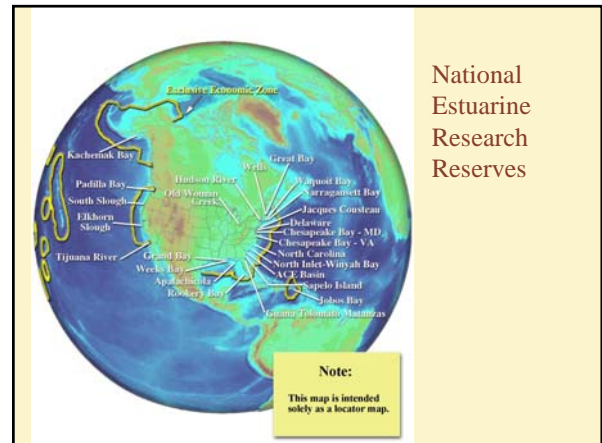 National
Estuarine
Research
Reserves
Exclusive Economic Zone
Kachemak Bay
Padilla Bay
South Slough
Elkhorn
Slough
Tijuana River
Hudson River
Old Woman
Creek
Wells
Great Bay
Waquoit Bay
Narragansett Bay
Jacques Cousteau
Delaware
Chesapeake Bay - MD
Chesapeake Bay - VA
North Carolina
North Inlet-Winyah Bay
ACE Basin
Sapelo Island
Jobos Bay
Guana Tolomato Matanzas
Grand Bay
Weeks Bay
Apalachicola
Rookery Bay
Note:
This map is intended
solely as a locator map.